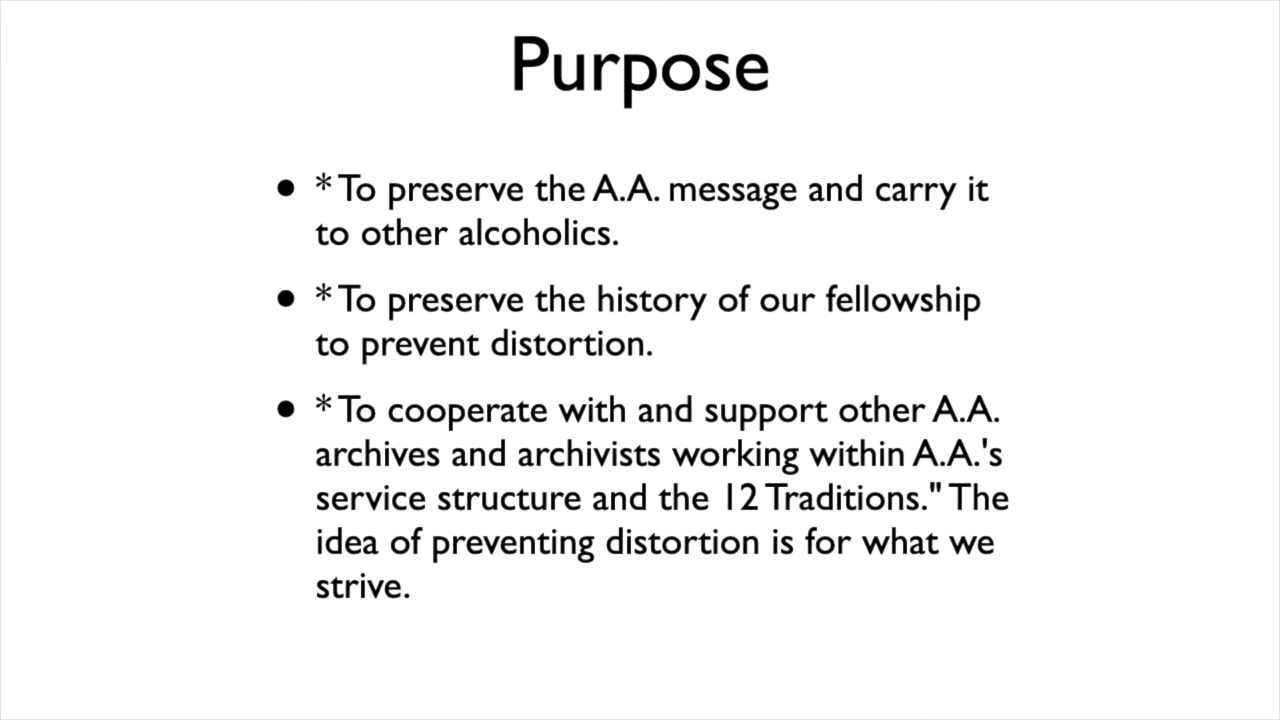 Purpose
• * To preserve the A.A. message and carry it
to other alcoholics.
• * To preserve the history of our fellowship
to prevent distortion.
• * To cooperate with and support other A.A.
archives and archivists working within A.A.'s
service structure and the 12 Traditions." The
idea of preventing distortion is for what we
strive.